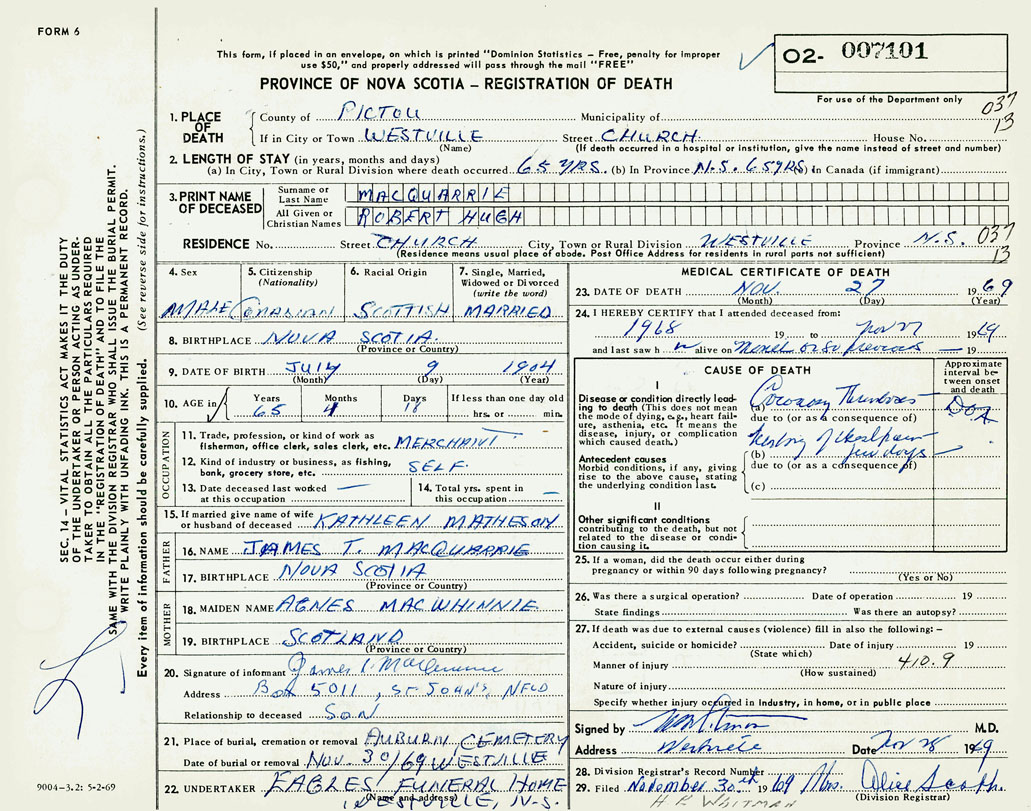 FORM 6
This form, if placed in an envelope, on which is printed "Dominion Statistics – Free, penalty for improper
use $50," and properly addressed will pass through the mail "FREE"
PROVINCE OF NOVA SCOTIA – REGISTRATION OF DEATH
02- 007101
For use of the Department only
037
13
1. PLACE OF DEATH
County of PICTOU Municipality of
If in City or Town WESTVILLE Street CHURCH House No.
(Name) (If death occurred in a hospital or institution, give the name instead of street and number)
2. LENGTH OF STAY (in years, months and days)
(a) In City, Town or Rural Division where death occurred 65 YRS. (b) In Province N.S. 65 YRS (c) In Canada (if immigrant)
3. PRINT NAME OF DECEASED
Surname or Last Name MACQUARRIE
All Given or Christian Names ROBERT HUGH
RESIDENCE No. Street CHURCH City, Town or Rural Division WESTVILLE Province N.S. 037
(Residence means usual place of abode. Post Office Address for residents in rural parts not sufficient) 13
4. Sex
MALE
5. Citizenship
(Nationality)
CANADIAN
6. Racial Origin
SCOTTISH
7. Single, Married, Widowed or Divorced
(write the word)
MARRIED
8. BIRTHPLACE NOVA SCOTIA
(Province or Country)
9. DATE OF BIRTH JULY 9 1904
(Month) (Day) (Year)
10. AGE in
Years Months Days If less than one day old
65 4 18 hrs. or min.
OCCUPATION
11. Trade, profession, or kind of work as
fisherman, office clerk, sales clerk, etc. MERCHANT
12. Kind of industry or business, as fishing,
bank, grocery store, etc. SELF
13. Date deceased last worked
at this occupation —
14. Total yrs. spent in
this occupation —
15. If married give name of wife
or husband of deceased KATHLEEN MATHESON
FATHER
16. NAME JAMES T. MACQUARRIE
17. BIRTHPLACE NOVA SCOTIA
(Province or Country)
MOTHER
18. MAIDEN NAME AGNES MACWHINNIE
19. BIRTHPLACE SCOTLAND
(Province or Country)
20. Signature of informant James
Address Box 5011, ST JOHN'S, NFLD
Relationship to deceased SON
21. Place of burial, cremation or removal AUBURN CEMETERY
Date of burial or removal NOV 30/69 WESTVILLE
22. UNDERTAKER EAGLES FUNERAL HOME
(Name and address)
WESTVILLE, N.S.
MEDICAL CERTIFICATE OF DEATH
23. DATE OF DEATH NOV. 27 1969
(Month) (Day) (Year)
24. I HEREBY CERTIFY that I attended deceased from:
1968 19 to Nov 27 1969
and last saw h m alive on Month or so previous — 19
CAUSE OF DEATH
Approximate interval between onset and death
I
Disease or condition directly leading to death (This does not mean the mode of dying, e.g., heart failure, asthenia, etc. It means the disease, injury, or complication which caused death.)
(a) Coronary Thrombosis DOA
due to (or as a consequence of)
Antecedent causes
Morbid conditions, if any, giving rise to the above cause, stating the underlying condition last.
(b) history of chest pain few days —
due to (or as a consequence of)
(c)
II
Other significant conditions
contributing to the death, but not related to the disease or condition causing it.
25. If a woman, did the death occur either during
pregnancy or within 90 days following pregnancy?
(Yes or No)
26. Was there a surgical operation? Date of operation 19
State findings Was there an autopsy?
27. If death was due to external causes (violence) fill in also the following: –
Accident, suicide or homicide? Date of injury 19
(State which)
Manner of injury 410.9
(How sustained)
Nature of injury
Specify whether injury occurred in Industry, in home, or in public place
Signed by M.D.
Address Westville Date Nov 28 1969
28. Division Registrar's Record Number
29. Filed November 30th 1969 Mrs. Alice
(Division Registrar)
H F WHITMAN
SEC. 14 – VITAL STATISTICS ACT MAKES IT THE DUTY
OF THE UNDERTAKER OR PERSON ACTING AS UNDER-
TAKER TO OBTAIN ALL THE PARTICULARS REQUIRED
IN THE "REGISTRATION OF DEATH" AND TO FILE THE
SAME WITH THE DIVISION REGISTRAR WHO SHALL ISSUE THE BURIAL PERMIT.
WRITE PLAINLY WITH UNFADING INK. THIS IS A PERMANENT RECORD.
Every item of information should be carefully supplied. (See reverse side for instructions.)
9004–3.2: 5-2-69